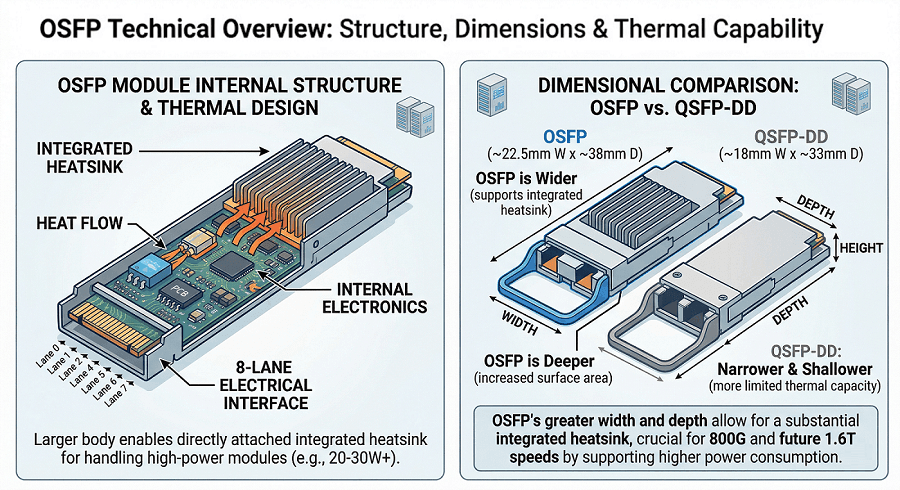 OSFP Technical Overview: Structure, Dimensions & Thermal Capability
OSFP MODULE INTERNAL STRUCTURE
& THERMAL DESIGN
INTEGRATED
HEATSINK
HEAT FLOW
PCB
INTERNAL
ELECTRONICS
Lane 0
Lane 1
Lane 2
Lane 4
Lane 5
Lane 6
Lane 7
8-LANE
ELECTRICAL
INTERFACE
Larger body enables directly attached integrated heatsink
for handling high-power modules (e.g., 20-30W+).
DIMENSIONAL COMPARISON:
OSFP vs. QSFP-DD
OSFP
(~22.5mm W x ~38mm D)
QSFP-DD
(~18mm W x ~33mm D)
OSFP is Wider
(supports integrated
heatsink)
DEPTH
HEIGHT
WIDTH
DEPTH
OSFP is Deeper
(increased surface area)
QSFP-DD:
Narrower & Shallower
(more limited thermal capacity)
OSFP's greater width and depth allow for a substantial
integrated heatsink, crucial for 800G and future 1.6T
speeds by supporting higher power consumption.